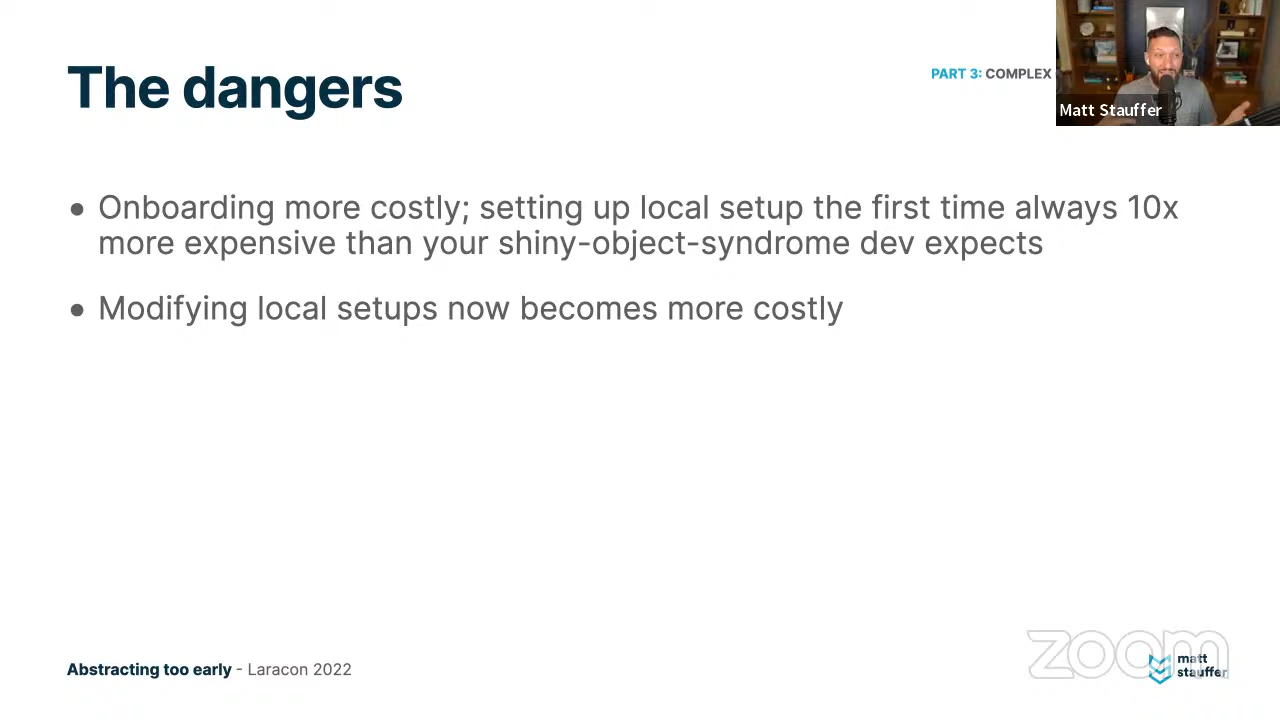 The dangers
PART 3: COMPLEX
Matt Stauffer
● Onboarding more costly; setting up local setup the first time always 10x
more expensive than your shiny-object-syndrome dev expects
● Modifying local setups now becomes more costly
Abstracting too early - Laracon 2022
zoom
matt
stauffer